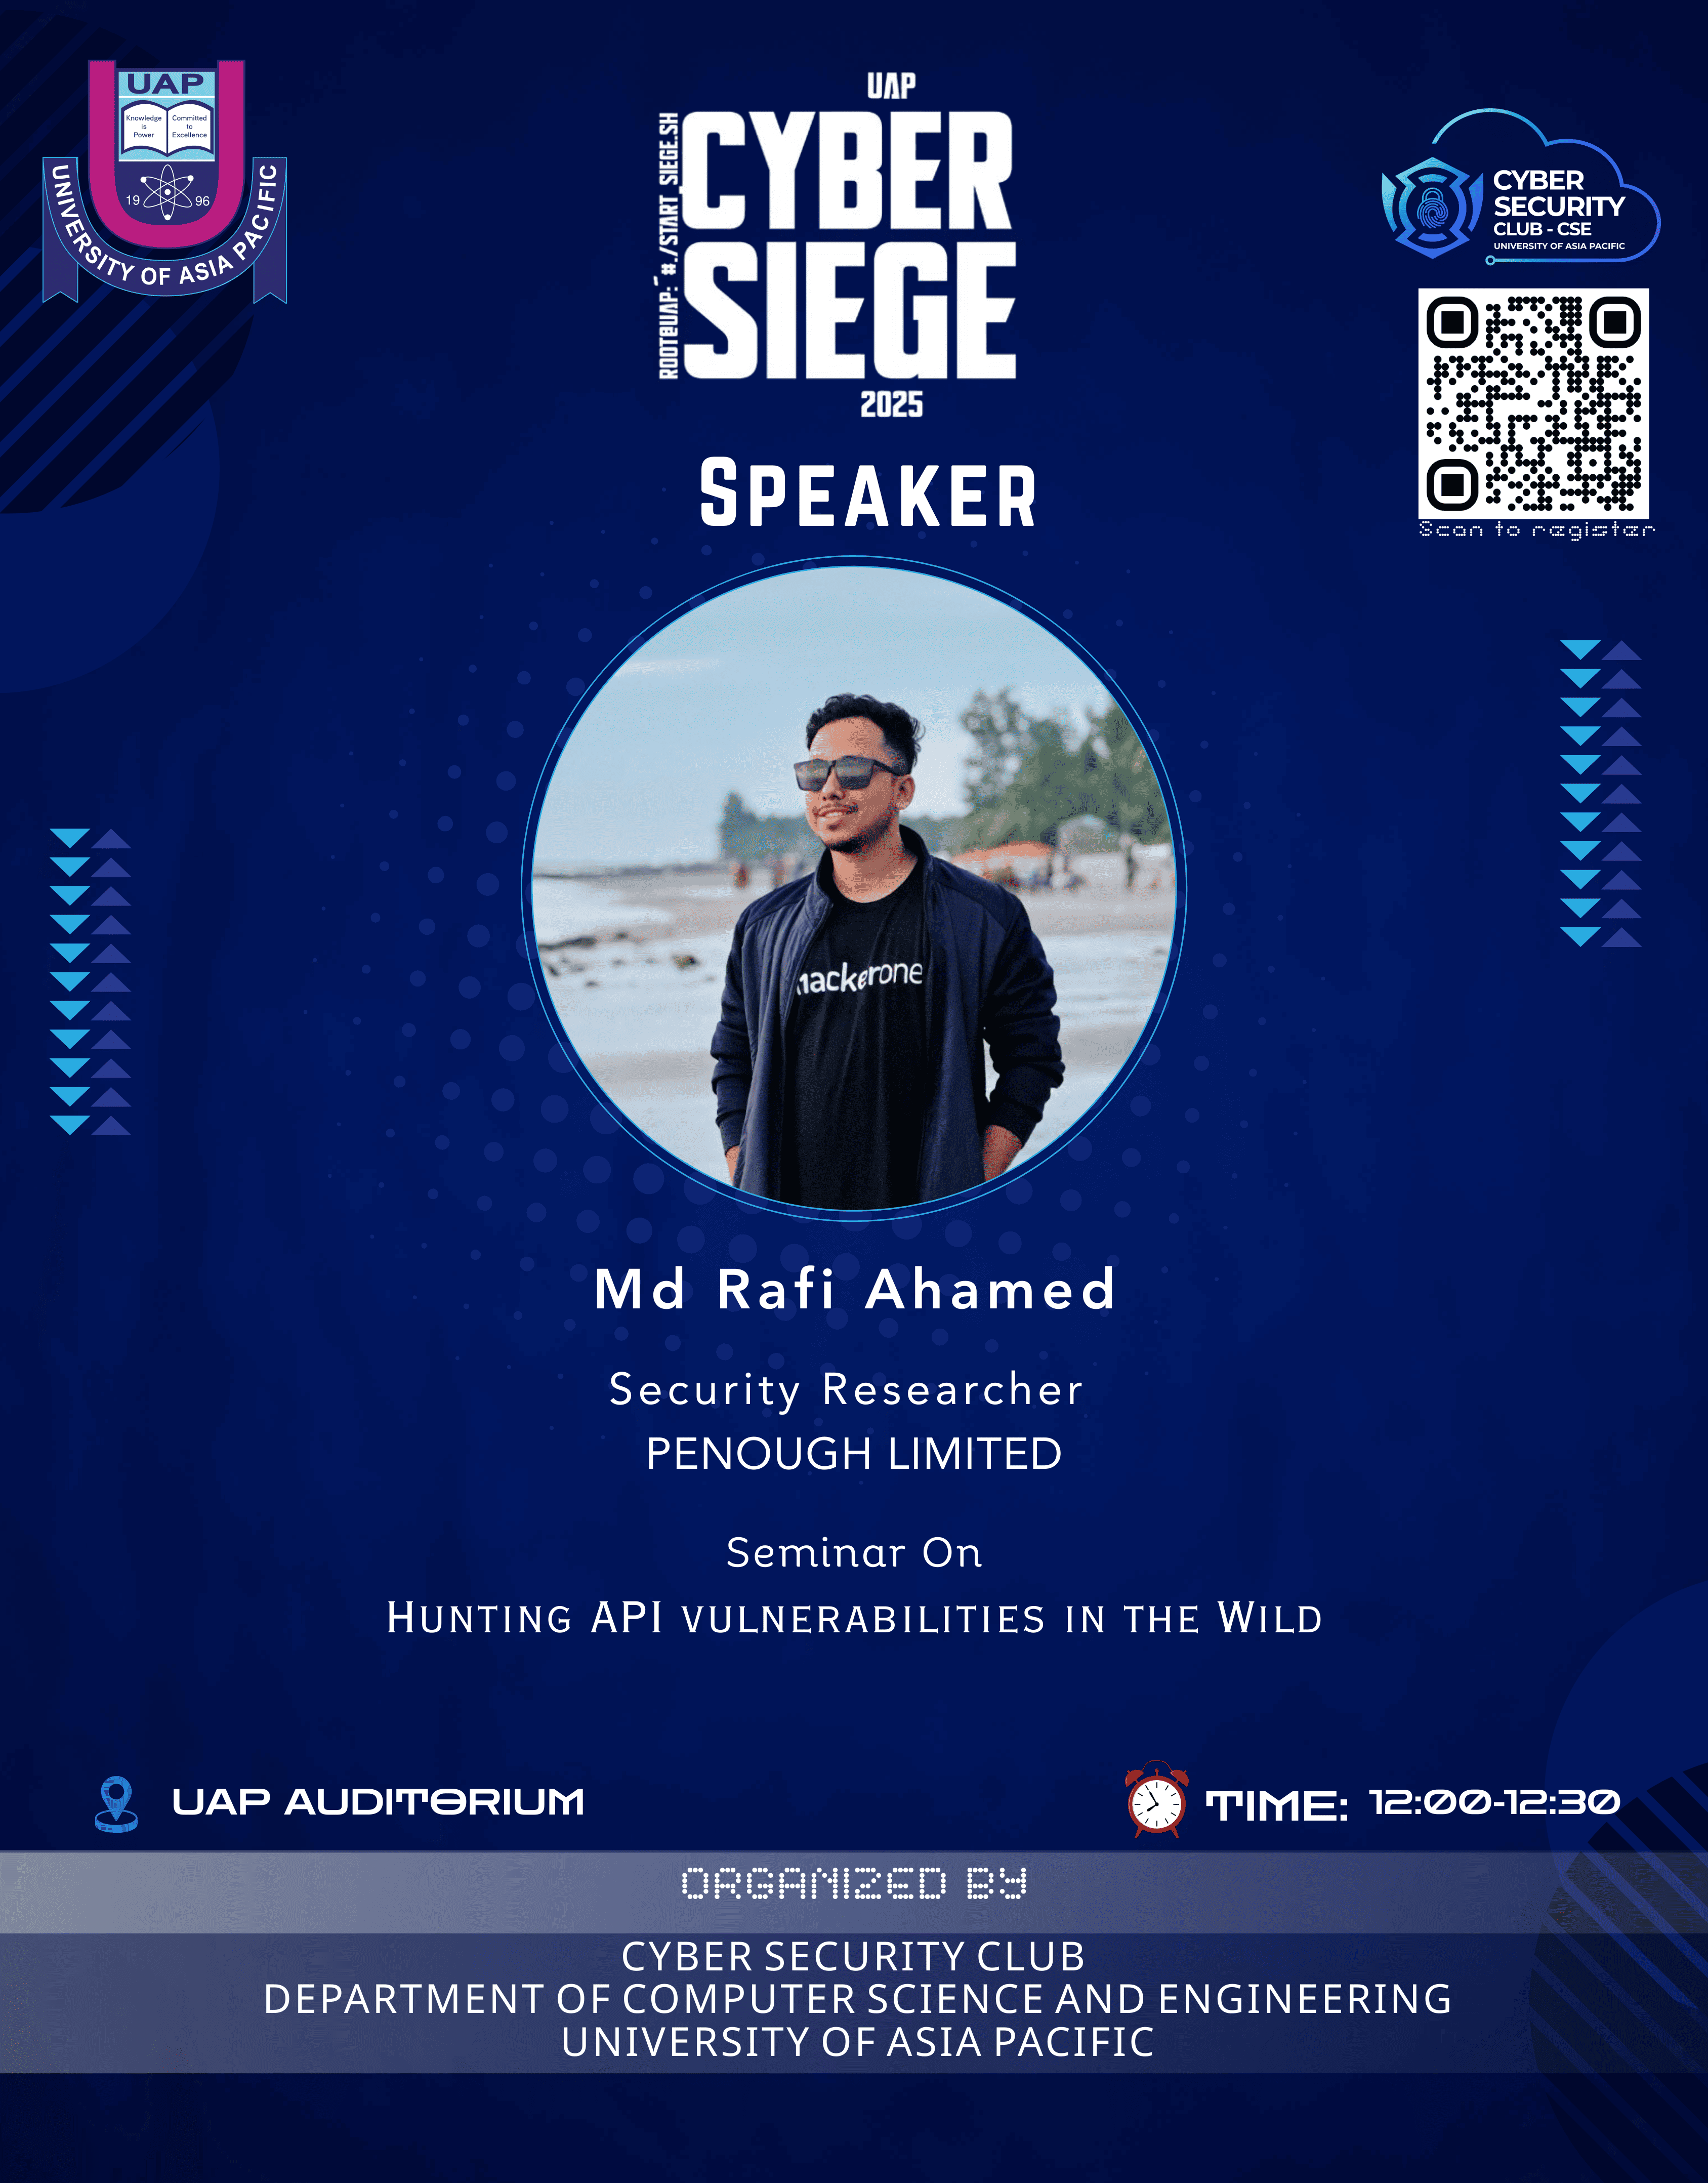 UAP
Knowledge is Power
Committed to Excellence
19 96
UNIVERSITY OF ASIA PACIFIC
UAP
CYBER
SIEGE
2025
ROOT@UAP:~#./START_SIEGE.SH
CYBER
SECURITY
CLUB - CSE
UNIVERSITY OF ASIA PACIFIC
Scan to register
SPEAKER
hackerone
Md Rafi Ahamed
Security Researcher
PENOUGH LIMITED
Seminar On
HUNTING API VULNERABILITIES IN THE WILD
UAP AUDITORIUM
TIME: 12:00-12:30
ORGANIZED BY
CYBER SECURITY CLUB
DEPARTMENT OF COMPUTER SCIENCE AND ENGINEERING
UNIVERSITY OF ASIA PACIFIC